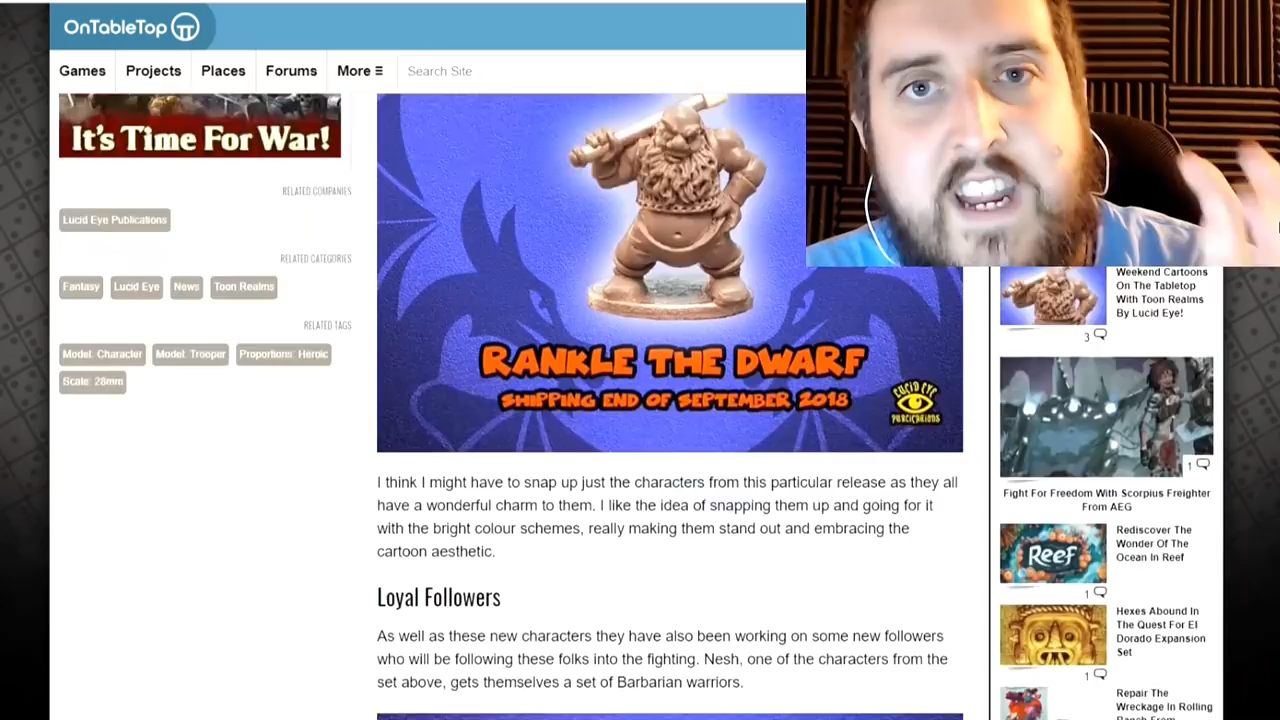 OnTableTop TT
Games Projects Places Forums More ≡ Search Site
It's Time For War!
RELATED COMPANIES
Lucid Eye Publications
RELATED CATEGORIES
Fantasy Lucid Eye News Toon Realms
RELATED TAGS
Model: Character Model: Trooper Proportions: Heroic
Scale: 28mm
RANKLE THE DWARF
SHIPPING END OF SEPTEMBER 2018
LUCID EYE
PUBLICATIONS
I think I might have to snap up just the characters from this particular release as they all
have a wonderful charm to them. I like the idea of snapping them up and going for it
with the bright colour schemes, really making them stand out and embracing the
cartoon aesthetic.
Loyal Followers
As well as these new characters they have also been working on some new followers
who will be following these folks into the fighting. Nesh, one of the characters from the
set above, gets themselves a set of Barbarian warriors.
Weekend Cartoons
On The Tabletop
With Toon Realms
By Lucid Eye!
3
1
Fight For Freedom With Scorpius Freighter
From AEG
Reef
Rediscover The
Wonder Of The
Ocean In Reef
1
Hexes Abound In
The Quest For El
Dorado Expansion
Set
1
Repair The
Wreckage In Rolling
Ranch From